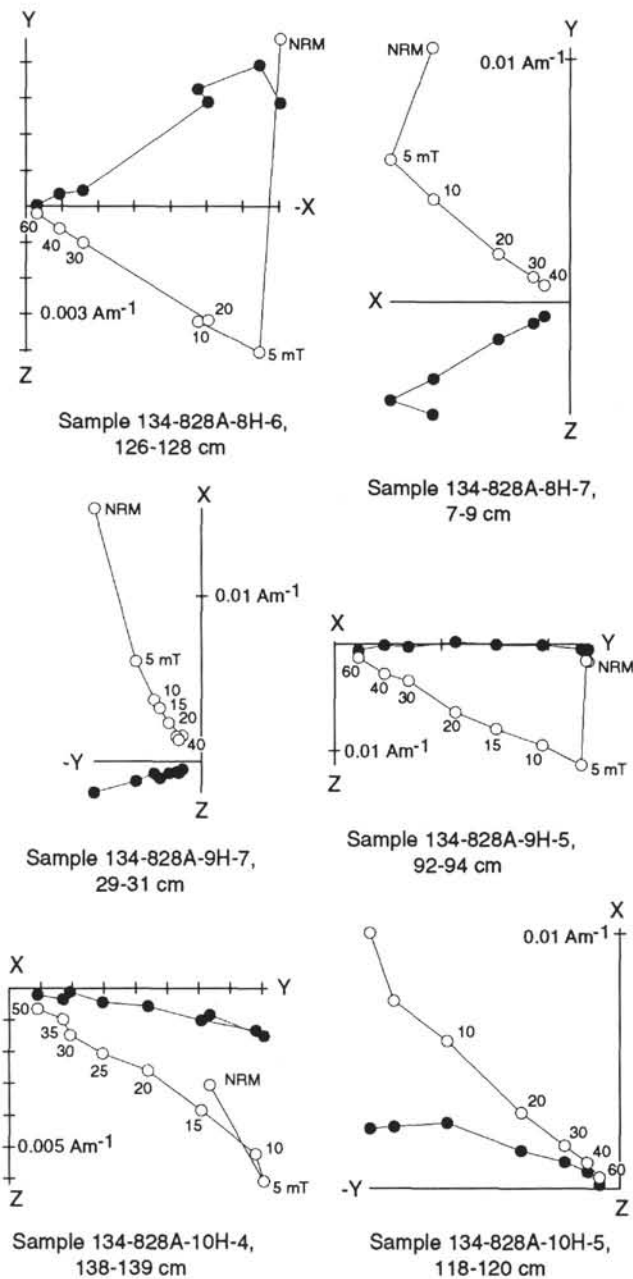 Y
NRM
-X
60
40
30
20
10
0.003 Am-1
5 mT
Z
Sample 134-828A-8H-6,
126-128 cm
Y
NRM
0.01 Am-1
5 mT
10
20
30
40
X
Z
Sample 134-828A-8H-7,
7-9 cm
X
NRM
0.01 Am-1
5 mT
10
15
20
40
-Y
Z
Sample 134-828A-9H-7,
29-31 cm
X
Y
NRM
60
40
30
20
15
10
0.01 Am-1
5 mT
Z
Sample 134-828A-9H-5,
92-94 cm
X
Y
50
35
30
25
20
NRM
15
10
0.005 Am-1
5 mT
Z
Sample 134-828A-10H-4,
138-139 cm
X
0.01 Am-1
10
20
30
40
60
-Y
Z
Sample 134-828A-10H-5,
118-120 cm